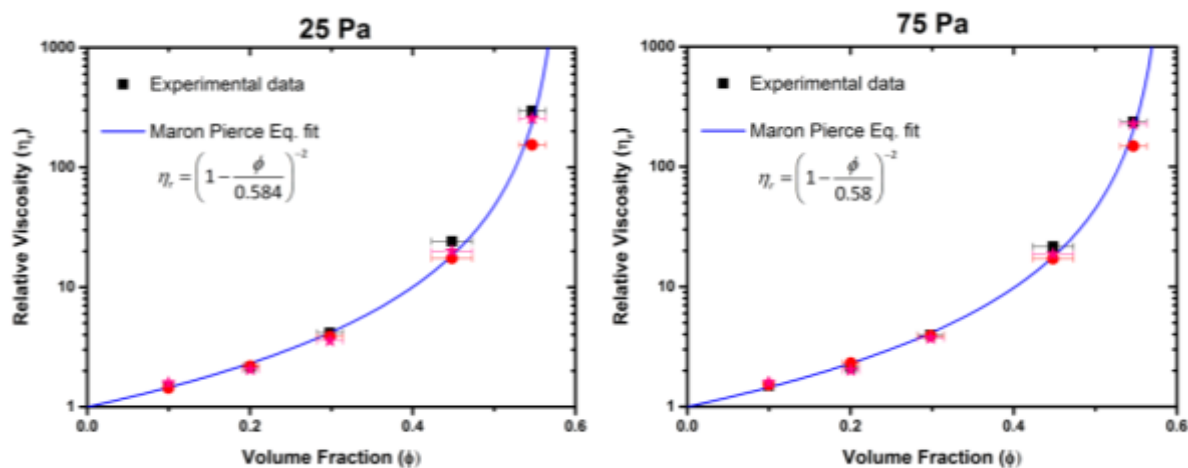 25 Pa
1000
100
10
1
0.0 0.2 0.4 0.6
Relative Viscosity (ηr)
Volume Fraction (ϕ)
Experimental data
Maron Pierce Eq. fit
ηr = (1 − ϕ/0.584)^−2
75 Pa
1000
100
10
1
0.0 0.2 0.4 0.6
Relative Viscosity (ηr)
Volume Fraction (ϕ)
Experimental data
Maron Pierce Eq. fit
ηr = (1 − ϕ/0.58)^−2